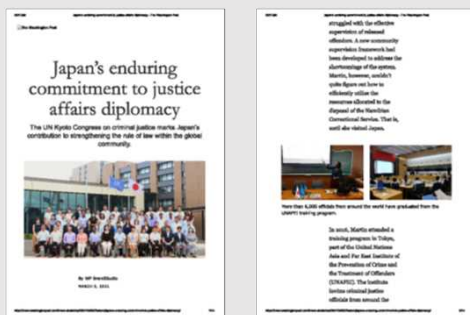 The Washington Post
Japan's enduring
commitment to justice
affairs diplomacy
The UN Kyoto Congress on criminal justice marks Japan's
contribution to strengthening the rule of law within the global
community.
By WP BrandStudio
MARCH 5, 2021
struggled with the effective
supervision of released
offenders. A new community
supervision framework had
been developed to address the
shortcomings of the system.
Martin, however, couldn't
quite figure out how to
efficiently utilize the
resources allocated to the
disposal of the Namibian
Correctional Service. That is,
until she visited Japan.
More than 6,000 officials from around the world have graduated from the
UNAFEI training program.
In 2016, Martin attended a
training program in Tokyo,
part of the United Nations
Asia and Far East Institute of
the Prevention of Crime and
the Treatment of Offenders
(UNAFEI). The institute
invites criminal justice
officials from around the